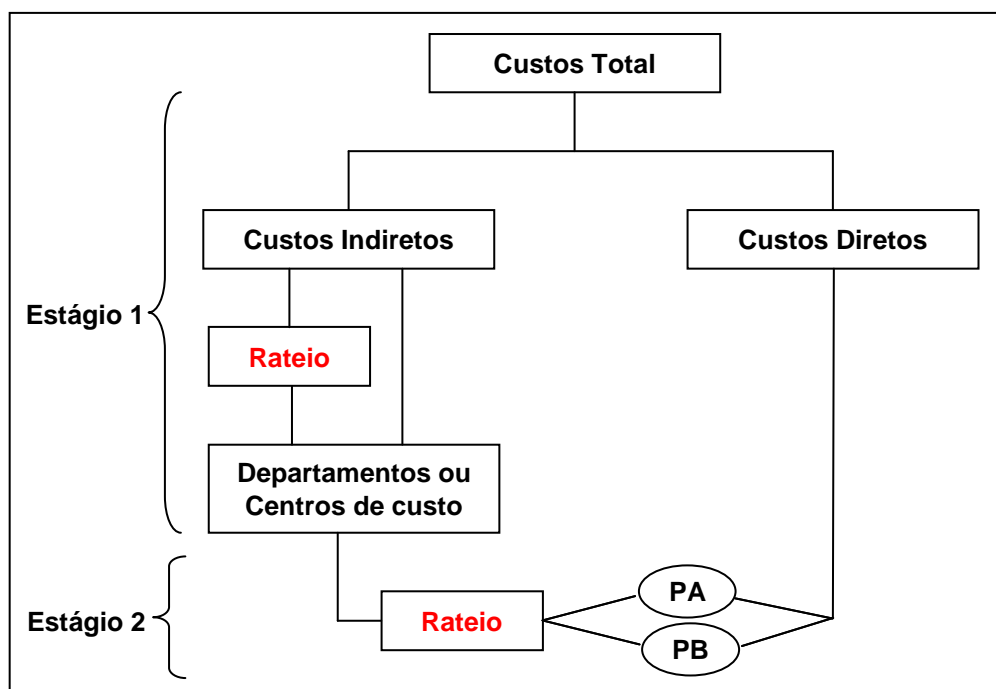 Custos Total
Custos Indiretos
Custos Diretos
Estágio 1
Rateio
Departamentos ou
Centros de custo
Estágio 2
Rateio
PA
PB